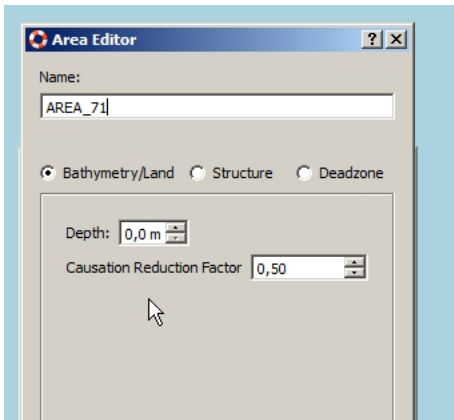 Area Editor
Name:
AREA_71
Bathymetry/Land Structure Deadzone
Depth: 0,0 m
Causation Reduction Factor 0,50